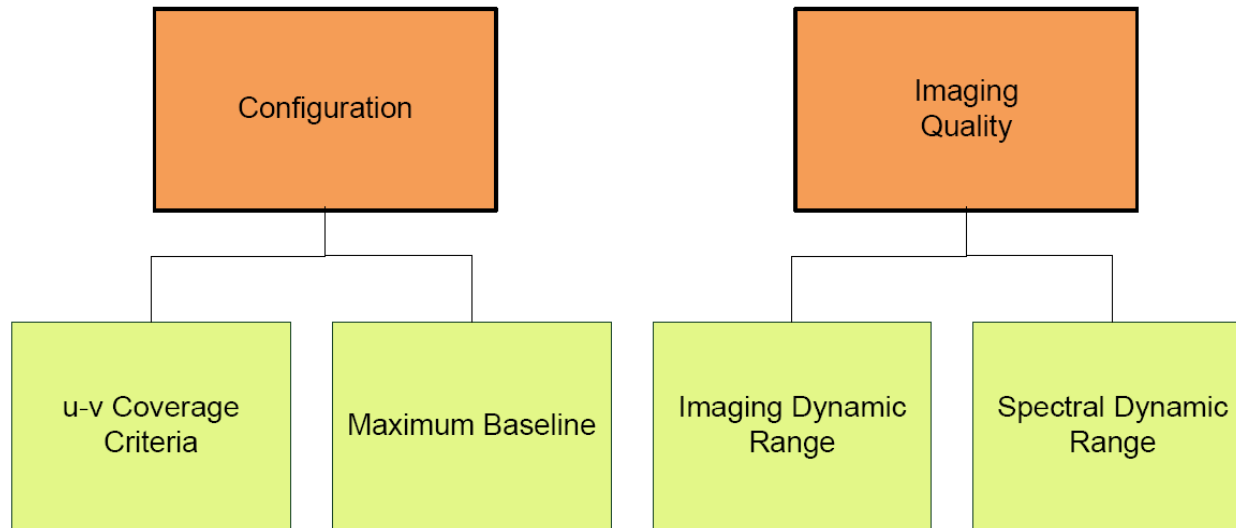 Configuration
Imaging
Quality
u-v Coverage
Criteria
Maximum Baseline
Imaging Dynamic
Range
Spectral Dynamic
Range